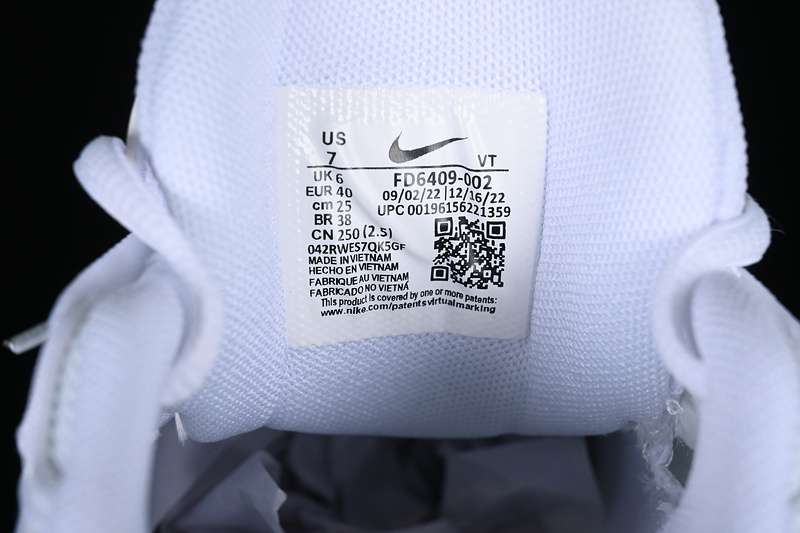 US
7
VT
UK 6
EUR 40
cm 25
BR 38
CN 250 (2.5)
FD6409-002
09/02/22 | 12/16/22
UPC 00196156221359
042RWES7QK5GF
MADE IN VIETNAM
HECHO EN VIETNAM
FABRIQUE AU VIETNAM
FABRICADO NO VIETNÃ
This product is covered by one or more patents:
www.nike.com/patentsvirtualmarking